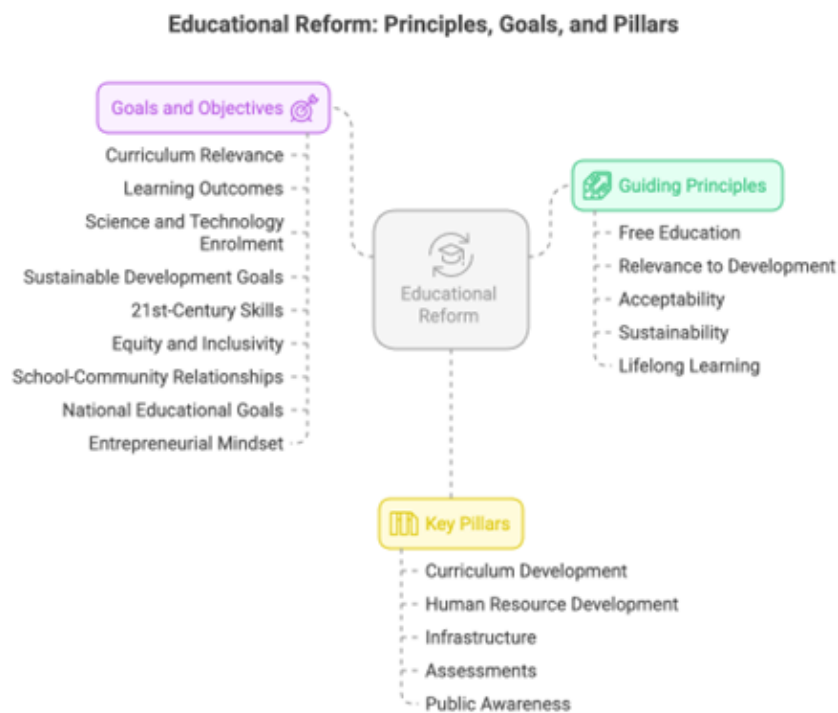 Educational Reform: Principles, Goals, and Pillars
Goals and Objectives
Curriculum Relevance
Learning Outcomes
Science and Technology
Enrolment
Sustainable Development Goals
21st-Century Skills
Equity and Inclusivity
School-Community Relationships
National Educational Goals
Entrepreneurial Mindset
Educational
Reform
Guiding Principles
Free Education
Relevance to Development
Acceptability
Sustainability
Lifelong Learning
Key Pillars
Curriculum Development
Human Resource Development
Infrastructure
Assessments
Public Awareness